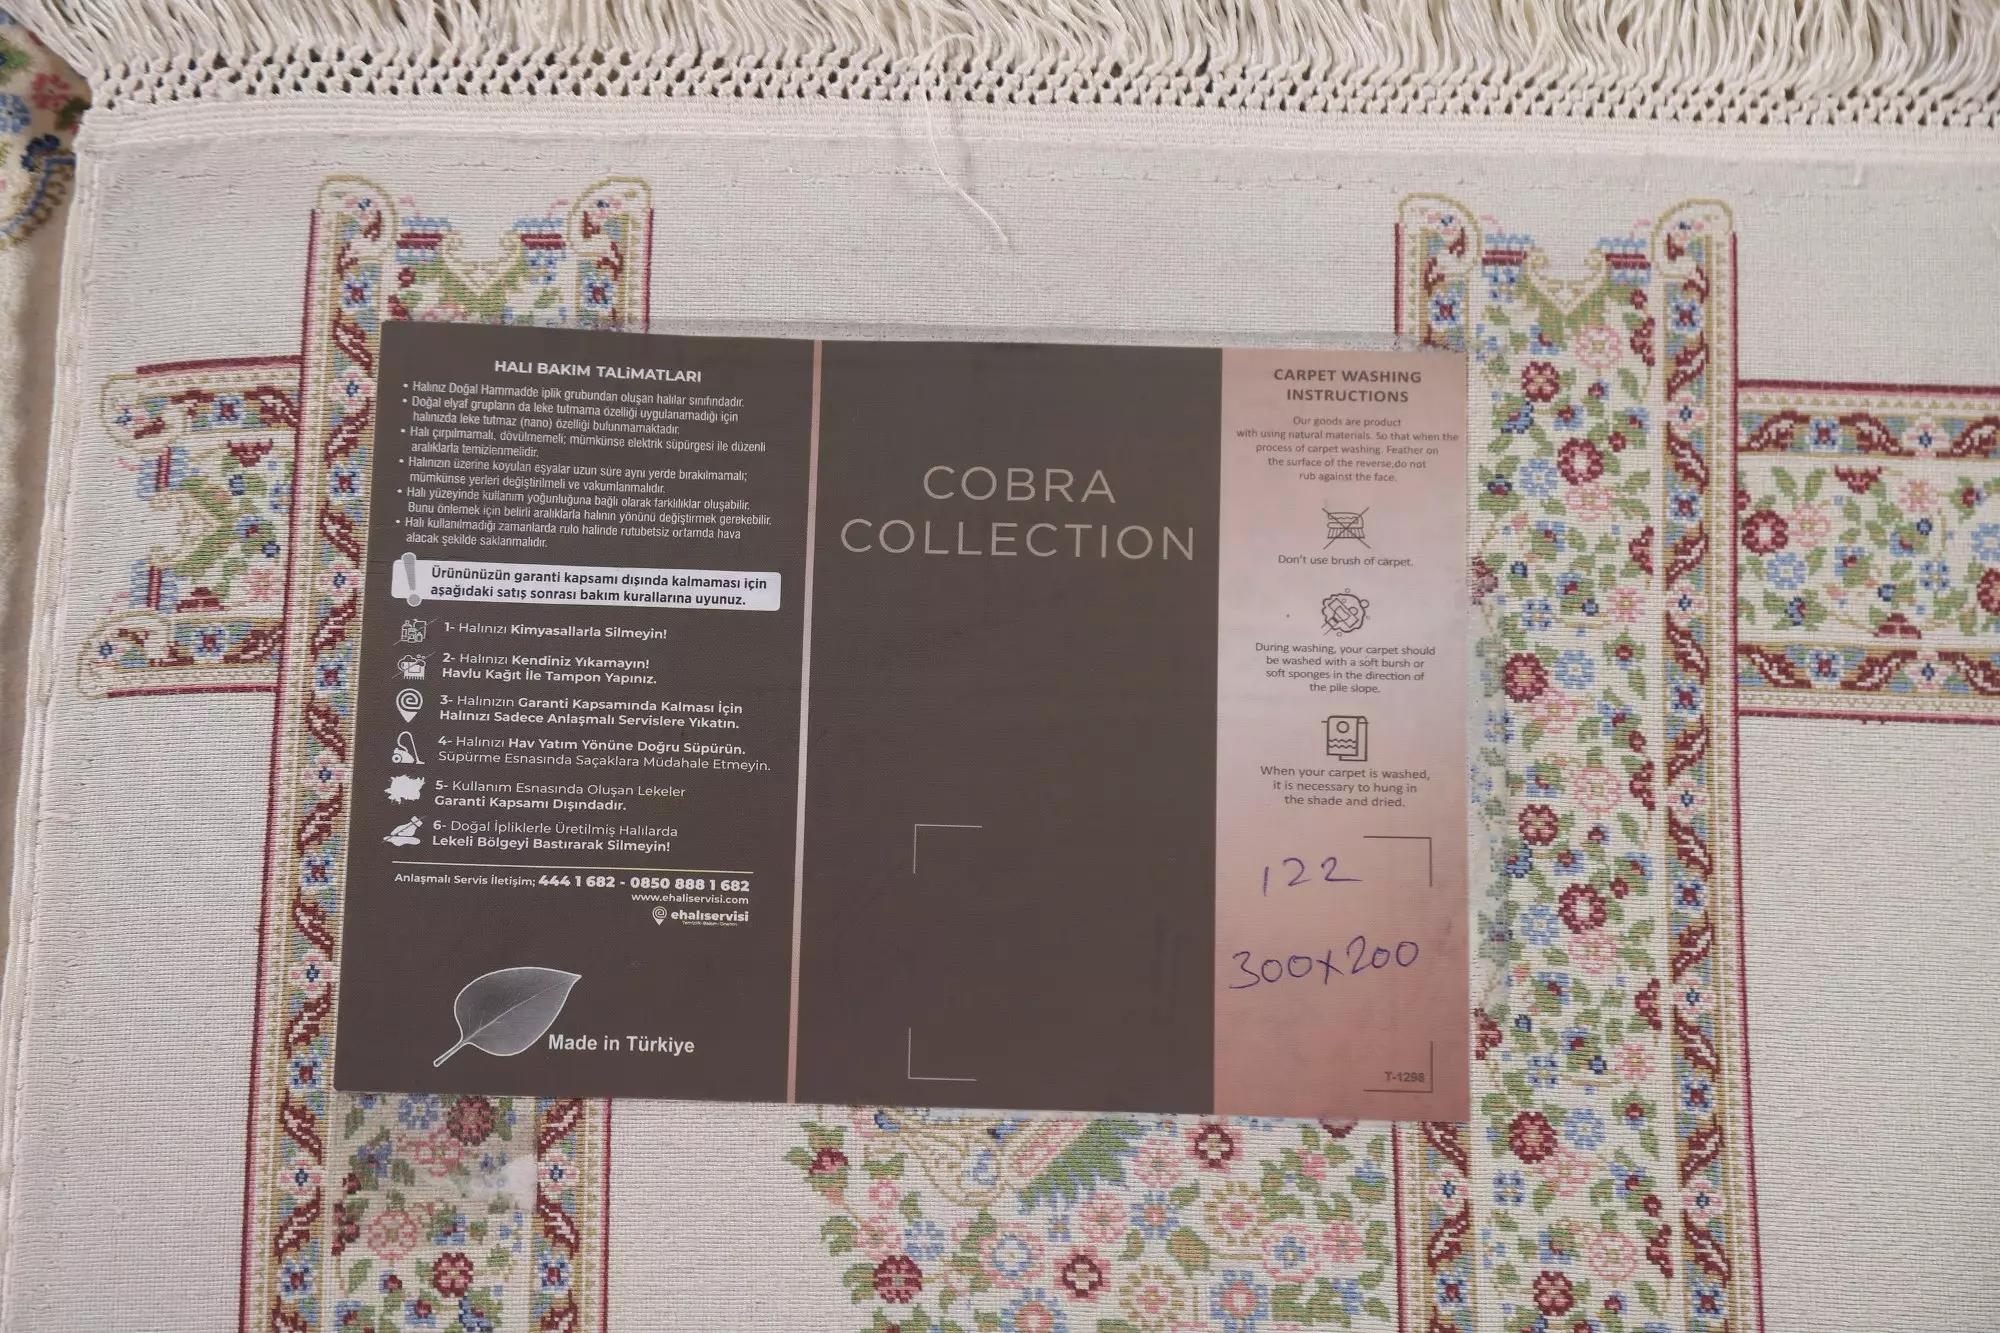 HALI BAKIM TALİMATLARI
• Halınız Doğal Hammadde iplik grubundan oluşan halılar sınıfındadır.
• Doğal elyaf grupların da leke tutmama özelliği uygulanamadığı için
halınızda leke tutmaz (nano) özelliği bulunmamaktadır.
• Halı çırpılmamalı, dövülmemeli; mümkünse elektrik süpürgesi ile düzenli
aralıklarla temizlenmelidir.
• Halınızın üzerine koyulan eşyalar uzun süre aynı yerde bırakılmamalı;
mümkünse yerleri değiştirilmeli ve vakumlanmalıdır.
• Halı yüzeyinde kullanım yoğunluğuna bağlı olarak farklılıklar oluşabilir.
Bunu önlemek için belirli aralıklarla halının yönünü değiştirmek gerekebilir.
• Halı kullanılmadığı zamanlarda rulo halinde rutubetsiz ortamda hava
alacak şekilde saklanmalıdır.
Ürününüzün garanti kapsamı dışında kalmaması için
aşağıdaki satış sonrası bakım kurallarına uyunuz.
1- Halınızı Kimyasallarla Silmeyin!
2- Halınızı Kendiniz Yıkamayın!
Havlu Kağıt İle Tampon Yapınız.
3- Halınızın Garanti Kapsamında Kalması İçin
Halınızı Sadece Anlaşmalı Servislere Yıkatın.
4- Halınızı Hav Yatım Yönüne Doğru Süpürün.
Süpürme Esnasında Saçaklara Müdahale Etmeyin.
5- Kullanım Esnasında Oluşan Lekeler
Garanti Kapsamı Dışındadır.
6- Doğal İpliklerle Üretilmiş Halılarda
Lekeli Bölgeyi Bastırarak Silmeyin!
Anlaşmalı Servis İletişim; 444 1 682 - 0850 888 1 682
www.ehaliservisi.com
ehalıservisi
Made in Türkiye
COBRA
COLLECTION
CARPET WASHING
INSTRUCTIONS
Our goods are product
with using natural materials. So that when the
process of carpet washing. Feather on
the surface of the reverse,do not
rub against the face.
Don't use brush of carpet.
During washing, your carpet should
be washed with a soft bursh or
soft sponges in the direction of
the pile slope.
When your carpet is washed,
it is necessary to hung in
the shade and dried.
122
300x200
T-1298